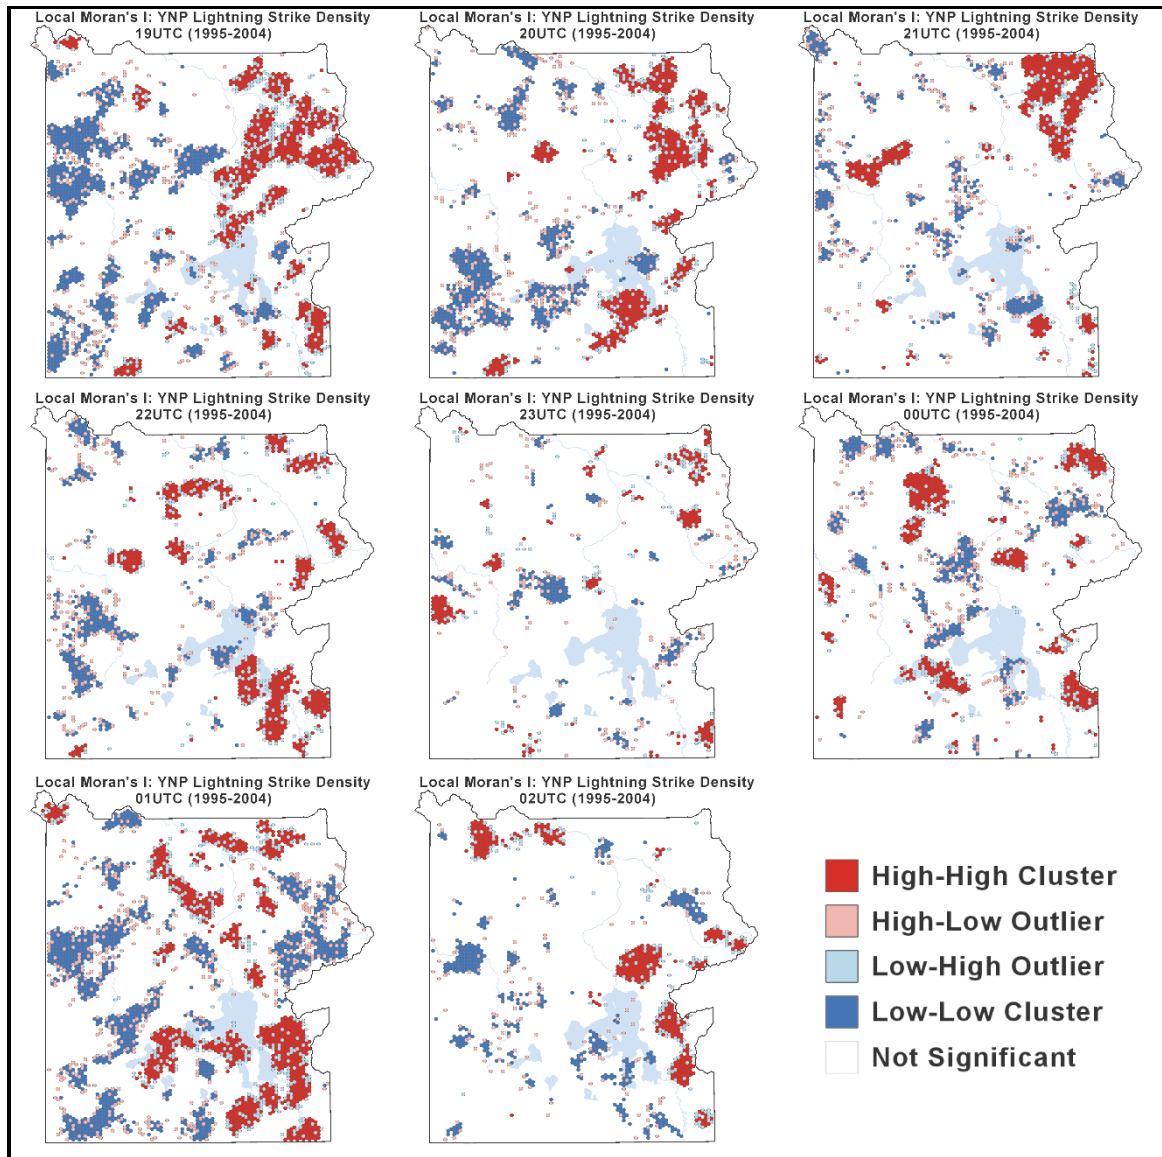 Local Moran's I: YNP Lightning Strike Density
19UTC (1995-2004)
Local Moran's I: YNP Lightning Strike Density
20UTC (1995-2004)
Local Moran's I: YNP Lightning Strike Density
21UTC (1995-2004)
Local Moran's I: YNP Lightning Strike Density
22UTC (1995-2004)
Local Moran's I: YNP Lightning Strike Density
23UTC (1995-2004)
Local Moran's I: YNP Lightning Strike Density
00UTC (1995-2004)
Local Moran's I: YNP Lightning Strike Density
01UTC (1995-2004)
Local Moran's I: YNP Lightning Strike Density
02UTC (1995-2004)
High-High Cluster
High-Low Outlier
Low-High Outlier
Low-Low Cluster
Not Significant